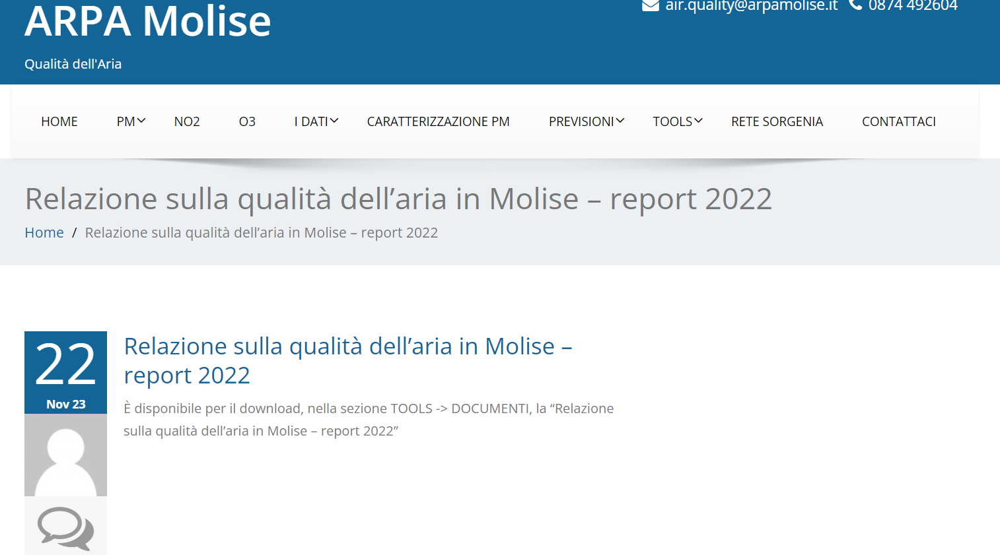 ARPA Molise
air.quality@arpamolise.it 0874 492604
Qualità dell'Aria
HOME PM NO2 O3 I DATI CARATTERIZZAZIONE PM PREVISIONI TOOLS RETE SORGENIA CONTATTACI
Relazione sulla qualità dell’aria in Molise – report 2022
Home / Relazione sulla qualità dell’aria in Molise – report 2022
22
Nov 23
Relazione sulla qualità dell’aria in Molise –
report 2022
È disponibile per il download, nella sezione TOOLS -> DOCUMENTI, la “Relazione
sulla qualità dell’aria in Molise – report 2022”